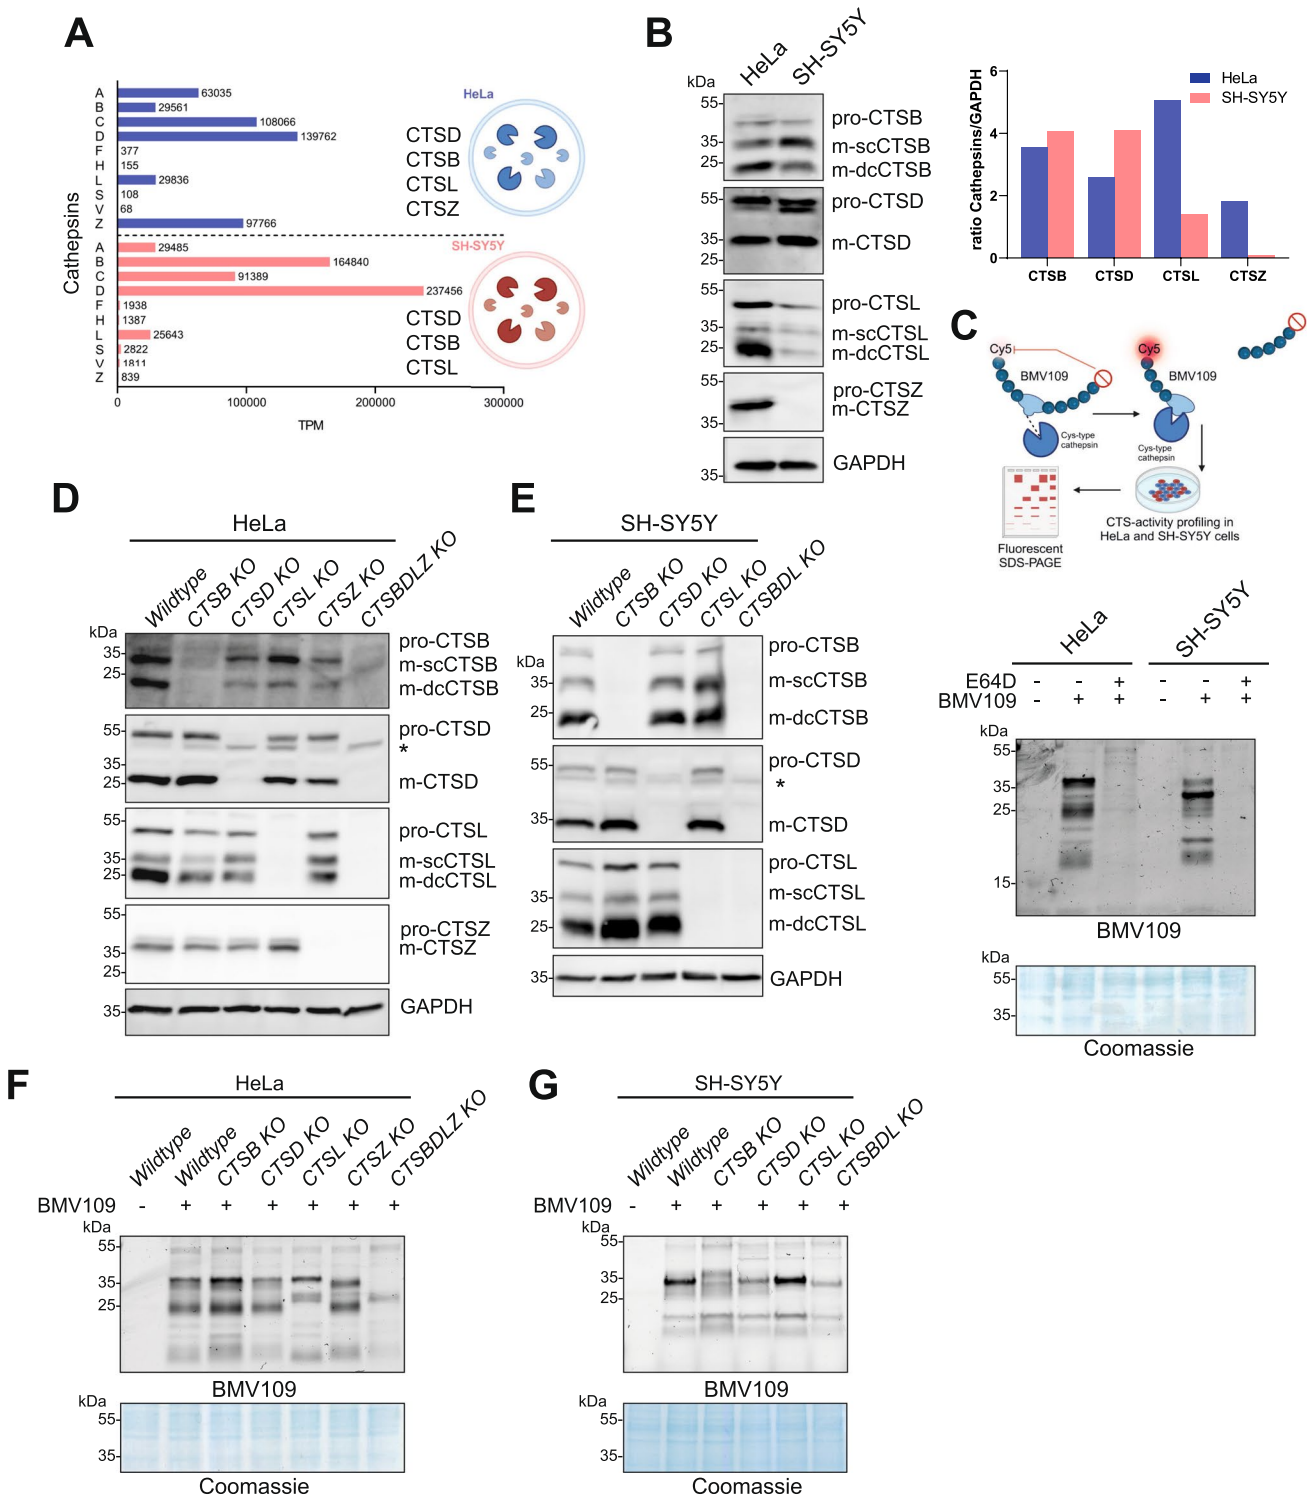 A
Cathepsins
A 63035
B 29561
C 108066
D 139762
F 377
H 155
L 29836
S 108
V 68
Z 97766
A 29485
B 164840
C 91389
D 237456
F 1938
H 1387
L 25643
S 2822
V 1811
Z 839
0 100000 200000 300000
TPM
HeLa
CTSD
CTSB
CTSL
CTSZ
SH-SY5Y
CTSD
CTSB
CTSL
B
HeLa SH-SY5Y
kDa
55- pro-CTSB
35- m-scCTSB
25- m-dcCTSB
55- pro-CTSD
35- m-CTSD
25-
55- pro-CTSL
35- m-scCTSL
25- m-dcCTSL
55- pro-CTSZ
m-CTSZ
35-
35- GAPDH
ratio Cathepsins/GAPDH
6
4
2
0
HeLa
SH-SY5Y
CTSB CTSD CTSL CTSZ
C
Cy5 Cy5
BMV109 BMV109
Cys-type
cathepsin
Cys-type
cathepsin
CTS-activity profiling in
HeLa and SH-SY5Y cells
Fluorescent
SDS-PAGE
HeLa SH-SY5Y
E64D - - + - - +
BMV109 - + + - + +
kDa
55-
35-
25-
15-
BMV109
kDa
55-
35-
Coomassie
D
HeLa
Wildtype CTSB KO CTSD KO CTSL KO CTSZ KO CTSBDLZ KO
kDa
pro-CTSB
35- m-scCTSB
25- m-dcCTSB
55- pro-CTSD
*
35-
25- m-CTSD
55- pro-CTSL
35- m-scCTSL
25- m-dcCTSL
55- pro-CTSZ
35- m-CTSZ
25-
35- GAPDH
E
SH-SY5Y
Wildtype CTSB KO CTSD KO CTSL KO CTSBDL KO
kDa
pro-CTSB
35- m-scCTSB
25- m-dcCTSB
55- pro-CTSD
*
35- m-CTSD
pro-CTSL
35- m-scCTSL
25- m-dcCTSL
35- GAPDH
F
HeLa
Wildtype Wildtype CTSB KO CTSD KO CTSL KO CTSZ KO CTSBDLZ KO
BMV109 - + + + + + +
kDa
55-
35-
25-
BMV109
kDa
55-
35-
Coomassie
G
SH-SY5Y
Wildtype Wildtype CTSB KO CTSD KO CTSL KO CTSBDL KO
BMV109 - + + + + +
kDa
55-
35-
25-
BMV109
kDa
55-
35-
Coomassie